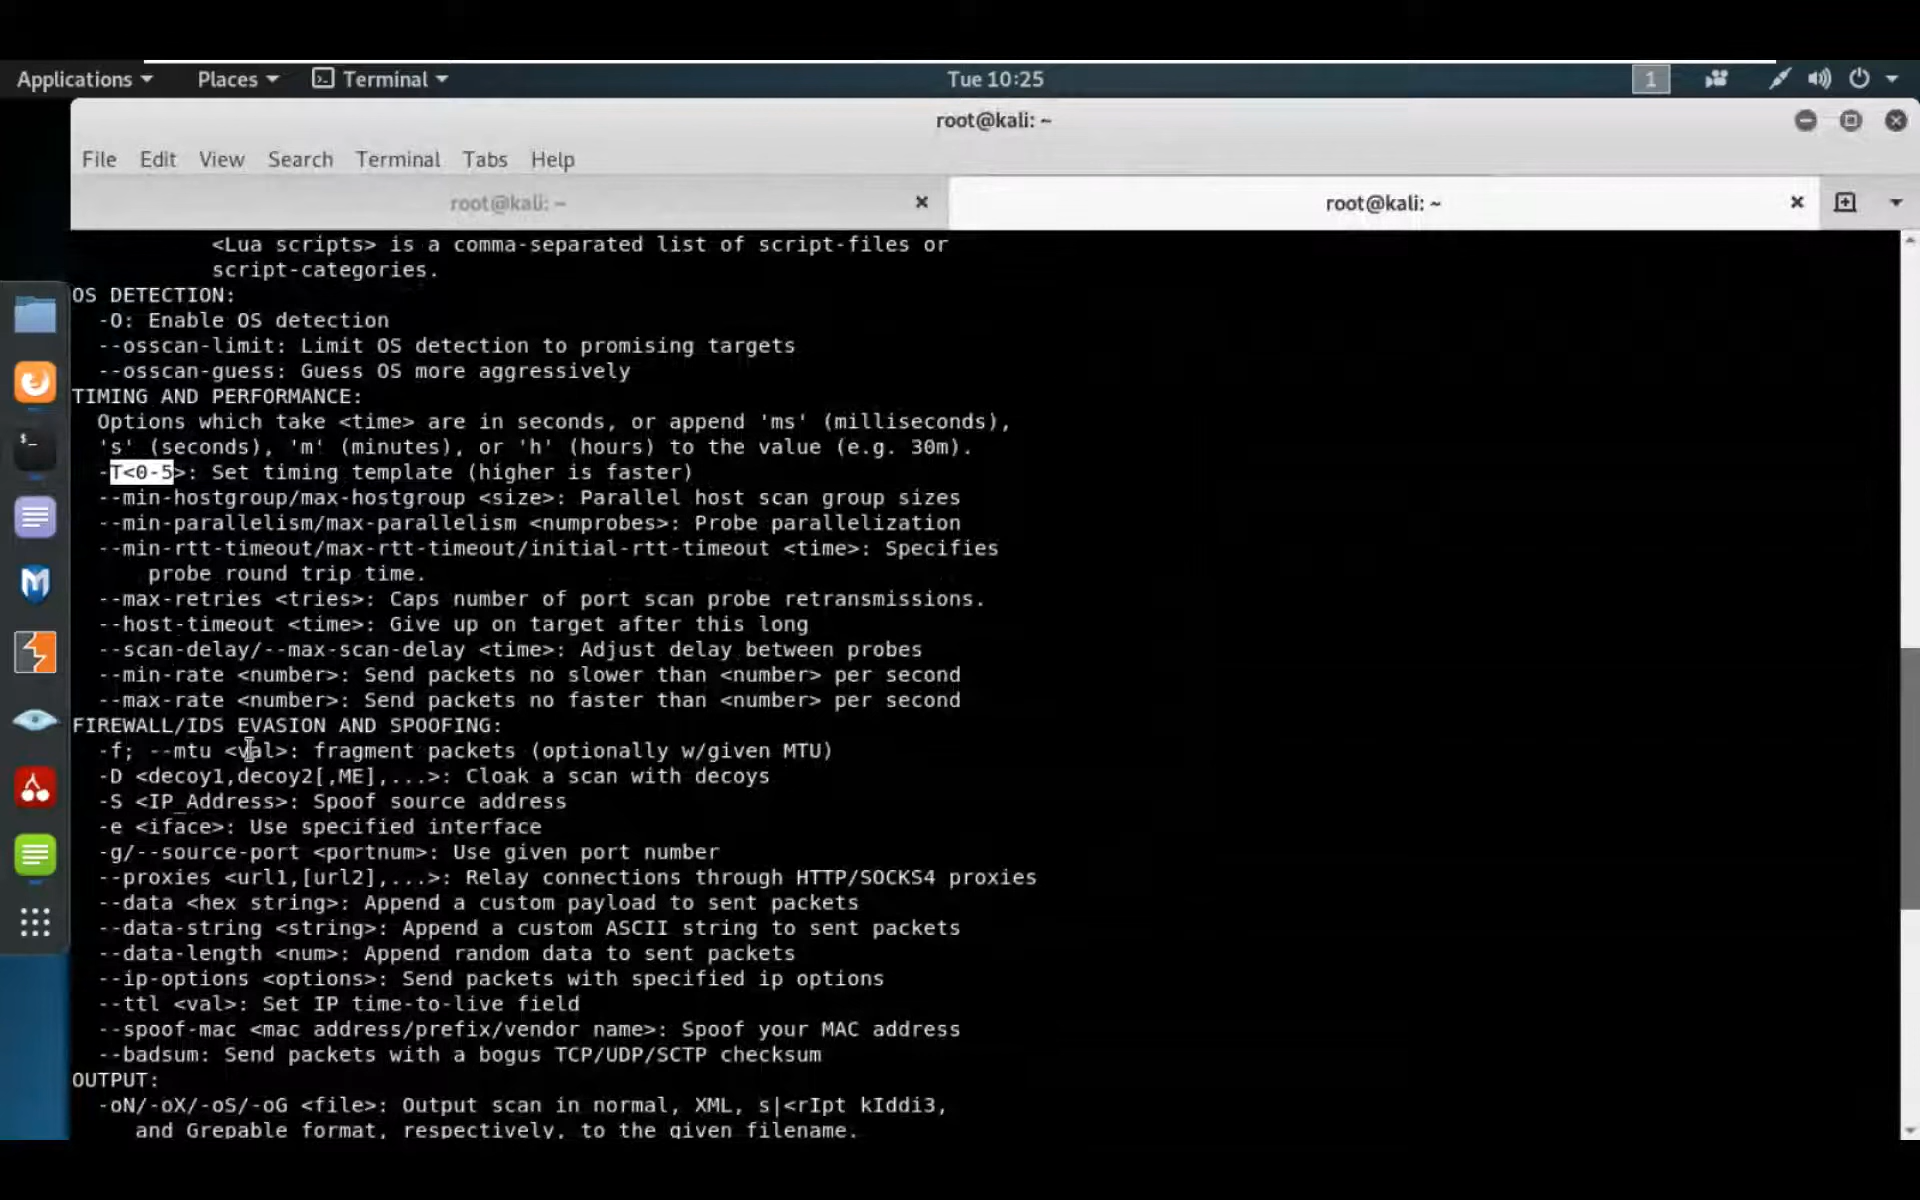 Applications Places Terminal Tue 10:25 1
root@kali: ~
File Edit View Search Terminal Tabs Help
root@kali: ~ root@kali: ~
<Lua scripts> is a comma-separated list of script-files or
script-categories.
OS DETECTION:
-O: Enable OS detection
--osscan-limit: Limit OS detection to promising targets
--osscan-guess: Guess OS more aggressively
TIMING AND PERFORMANCE:
Options which take <time> are in seconds, or append 'ms' (milliseconds),
's' (seconds), 'm' (minutes), or 'h' (hours) to the value (e.g. 30m).
-T<0-5>: Set timing template (higher is faster)
--min-hostgroup/max-hostgroup <size>: Parallel host scan group sizes
--min-parallelism/max-parallelism <numprobes>: Probe parallelization
--min-rtt-timeout/max-rtt-timeout/initial-rtt-timeout <time>: Specifies
probe round trip time.
--max-retries <tries>: Caps number of port scan probe retransmissions.
--host-timeout <time>: Give up on target after this long
--scan-delay/--max-scan-delay <time>: Adjust delay between probes
--min-rate <number>: Send packets no slower than <number> per second
--max-rate <number>: Send packets no faster than <number> per second
FIREWALL/IDS EVASION AND SPOOFING:
-f; --mtu <val>: fragment packets (optionally w/given MTU)
-D <decoy1,decoy2[,ME],...>: Cloak a scan with decoys
-S <IP_Address>: Spoof source address
-e <iface>: Use specified interface
-g/--source-port <portnum>: Use given port number
--proxies <url1,[url2],...>: Relay connections through HTTP/SOCKS4 proxies
--data <hex string>: Append a custom payload to sent packets
--data-string <string>: Append a custom ASCII string to sent packets
--data-length <num>: Append random data to sent packets
--ip-options <options>: Send packets with specified ip options
--ttl <val>: Set IP time-to-live field
--spoof-mac <mac address/prefix/vendor name>: Spoof your MAC address
--badsum: Send packets with a bogus TCP/UDP/SCTP checksum
OUTPUT:
-oN/-oX/-oS/-oG <file>: Output scan in normal, XML, s|<rIpt kIddi3,
and Grepable format, respectively, to the given filename.